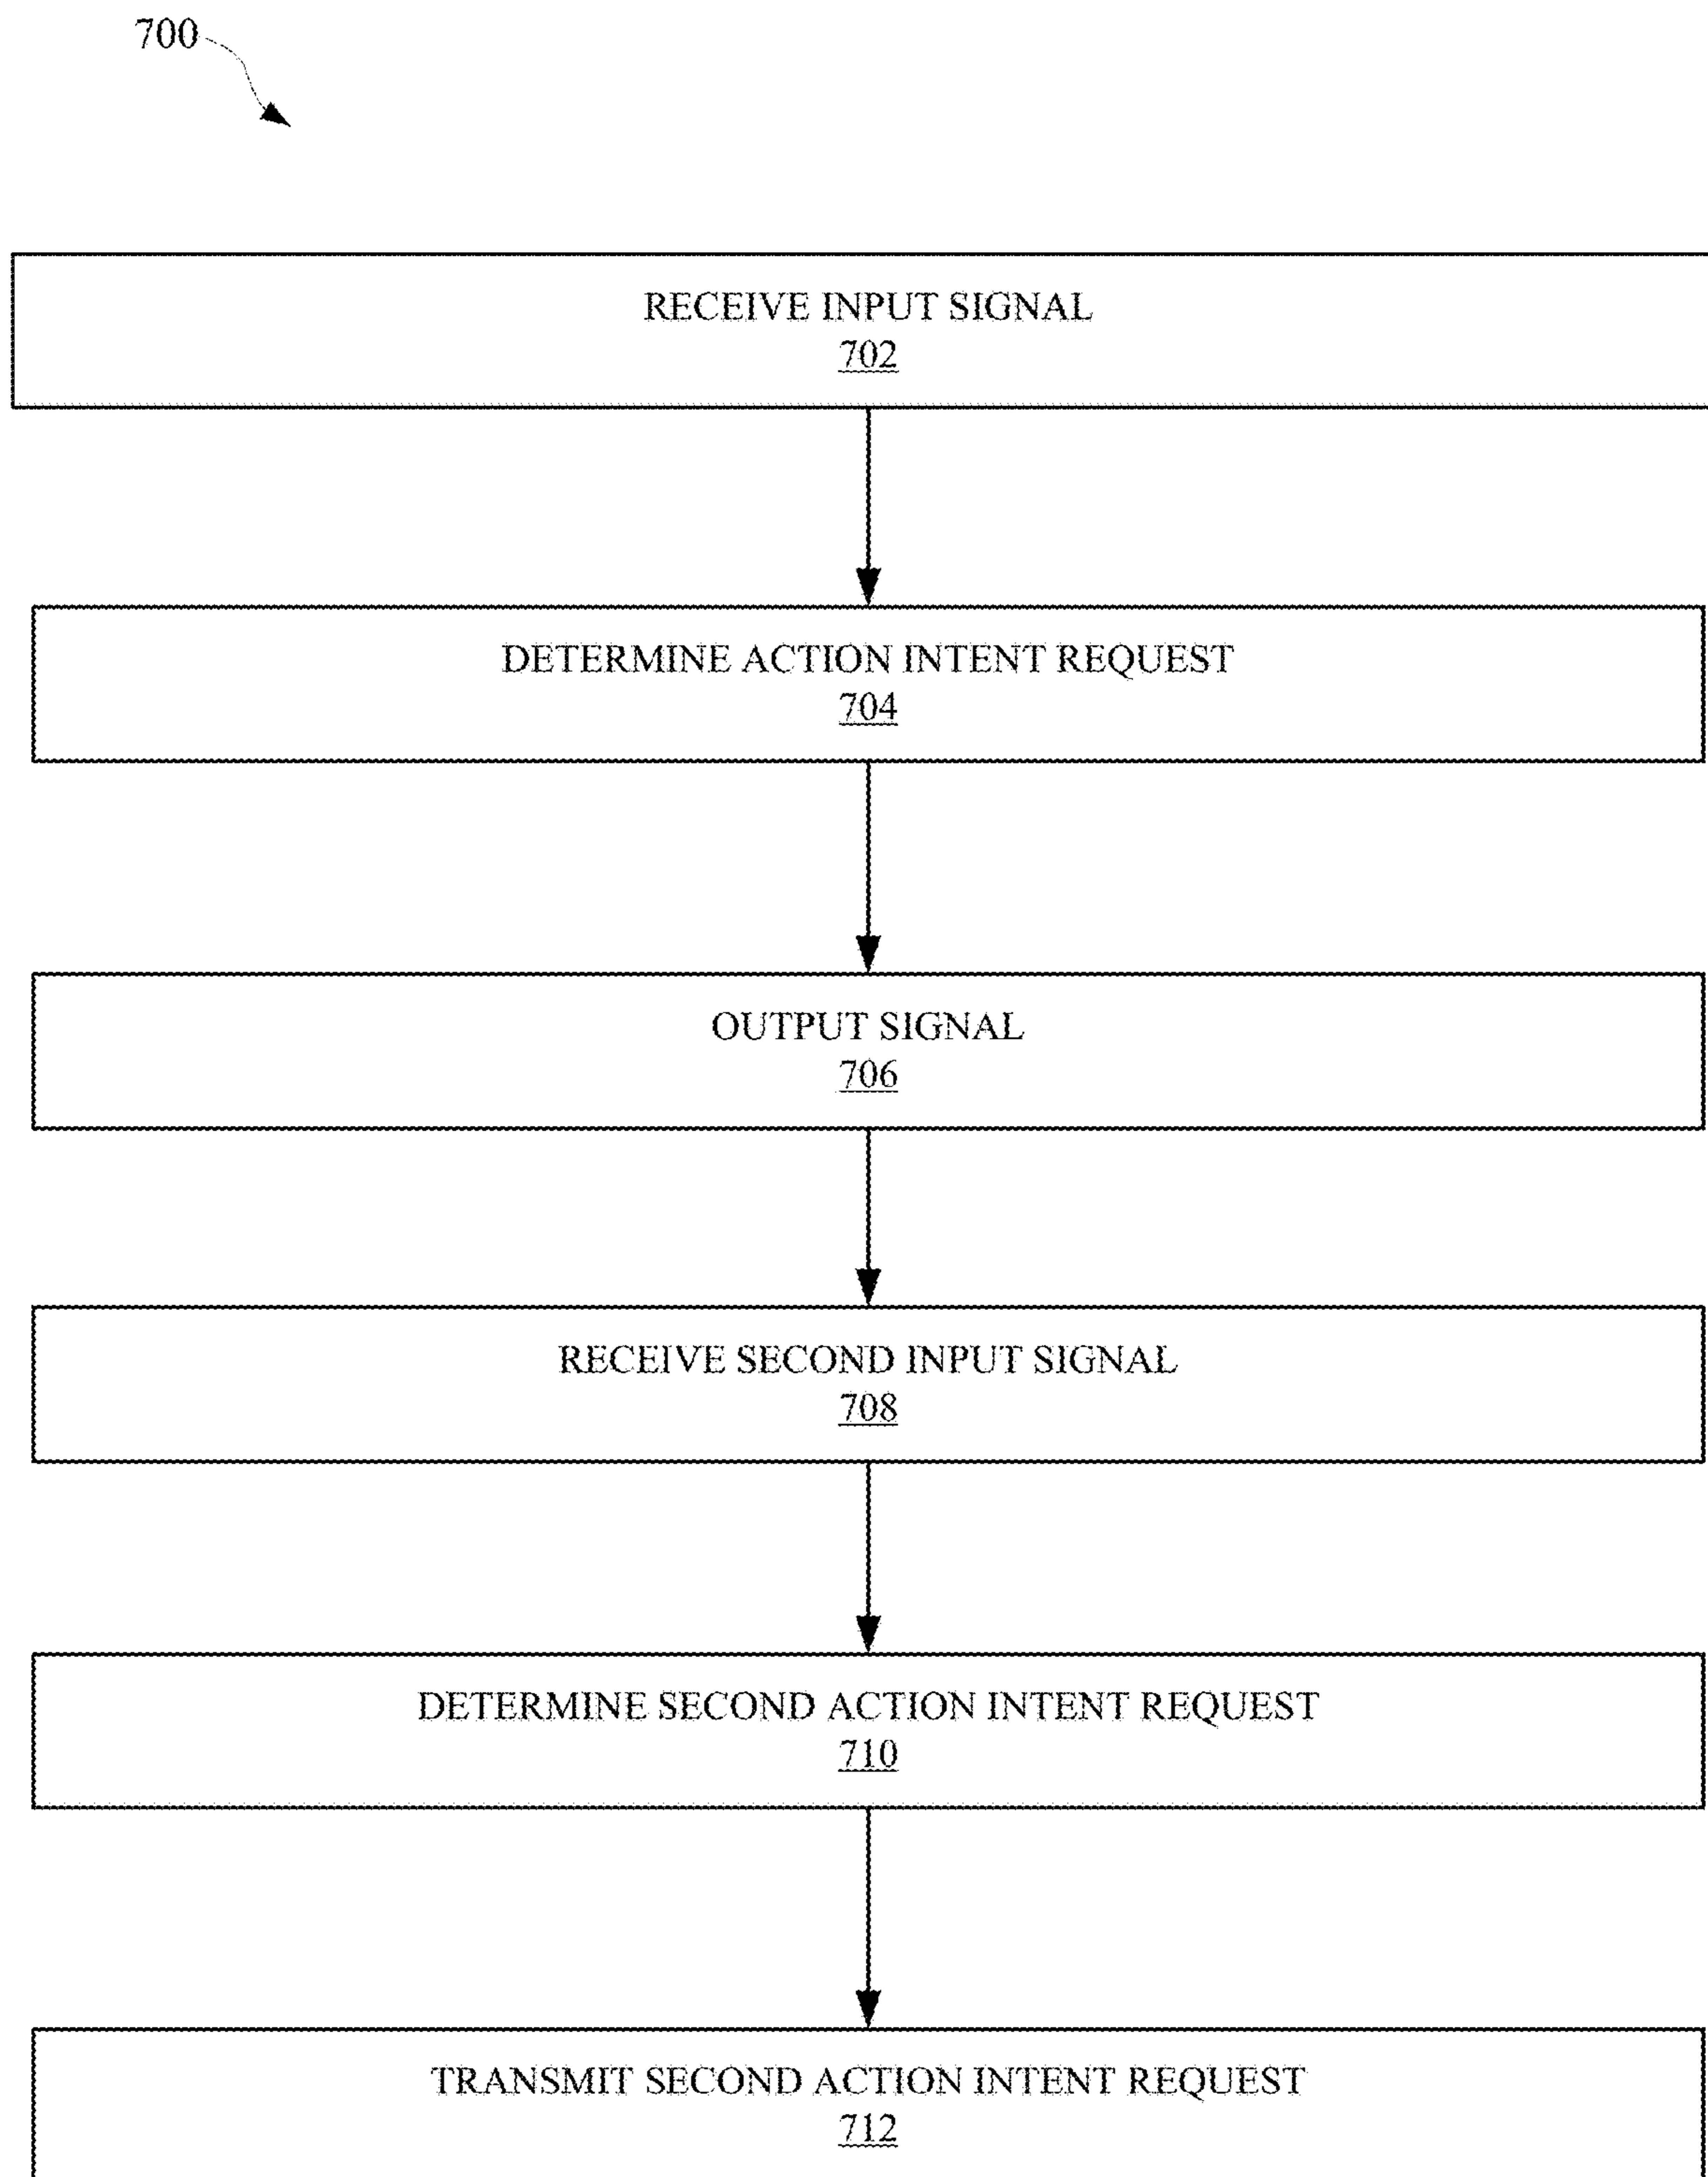 700
RECEIVE INPUT SIGNAL
702
DETERMINE ACTION INTENT REQUEST
704
OUTPUT SIGNAL
706
RECEIVE SECOND INPUT SIGNAL
708
DETERMINE SECOND ACTION INTENT REQUEST
710
TRANSMIT SECOND ACTION INTENT REQUEST
712